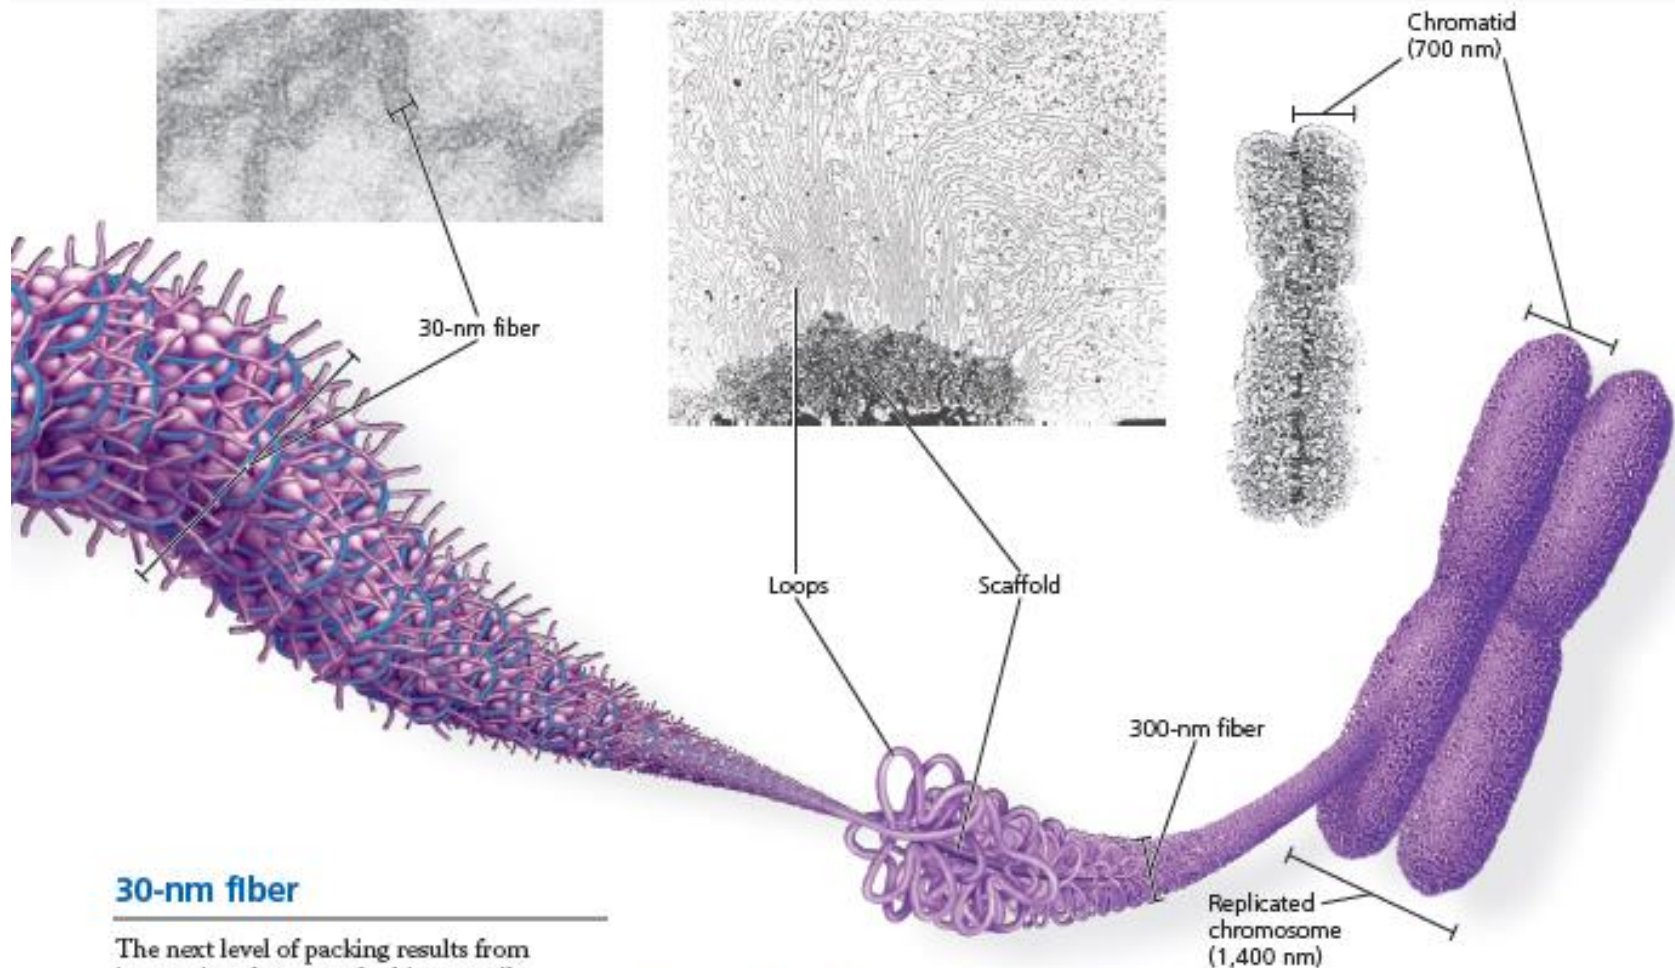 Chromatid
(700 nm)
30-nm fiber
Loops
Scaffold
300-nm fiber
Replicated
chromosome
(1,400 nm)
30-nm fiber
The next level of packing results from